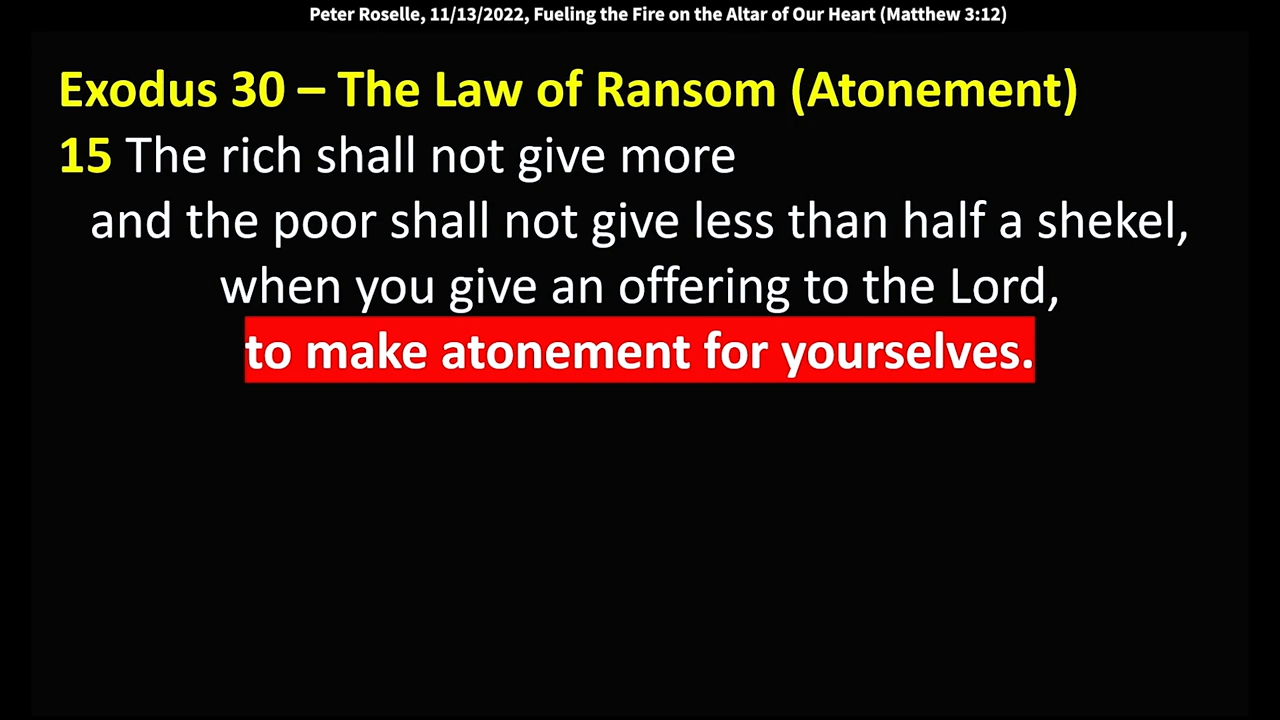 Peter Roselle, 11/13/2022, Fueling the Fire on the Altar of Our Heart (Matthew 3:12)
Exodus 30 – The Law of Ransom (Atonement)
15 The rich shall not give more
and the poor shall not give less than half a shekel,
when you give an offering to the Lord,
to make atonement for yourselves.